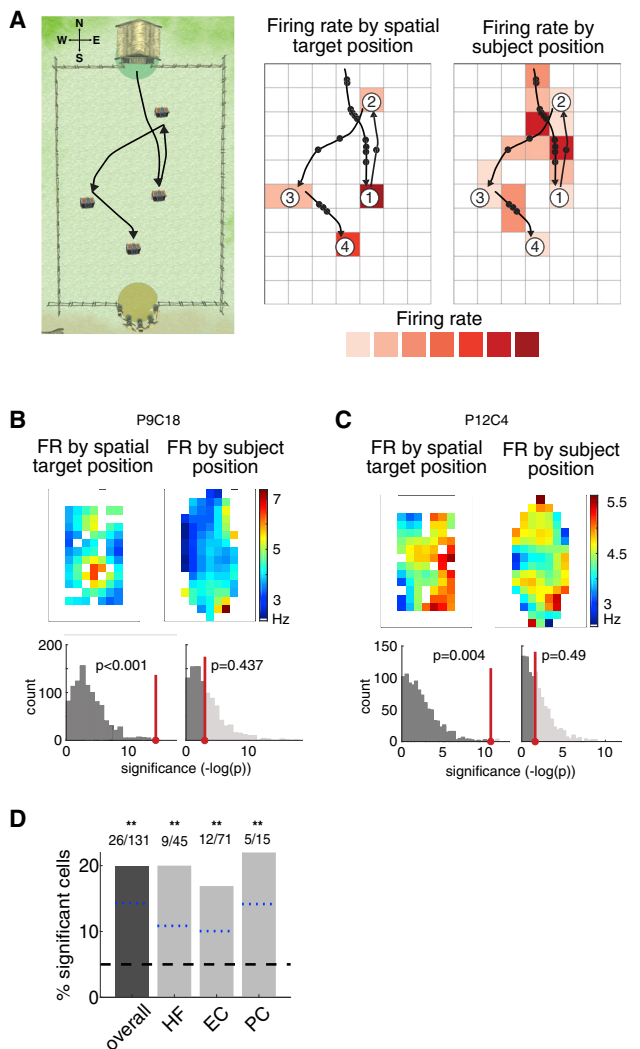 A
N
W E
S
Firing rate by spatial
target position
Firing rate by
subject position
2
3
1
4
2
3
1
4
Firing rate
B
P9C18
FR by spatial
target position
FR by subject
position
7
5
3
Hz
200
100
0
count
p<0.001
p=0.437
0 10 0 10
significance (-log(p))
C
P12C4
FR by spatial
target position
FR by subject
position
5.5
4.5
3
Hz
150
100
50
0
count
p=0.004
p=0.49
0 5 10 0 5 10
significance (-log(p))
D
** ** ** **
26/131 9/45 12/71 5/15
% significant cells
20
10
0
overall HF EC PC